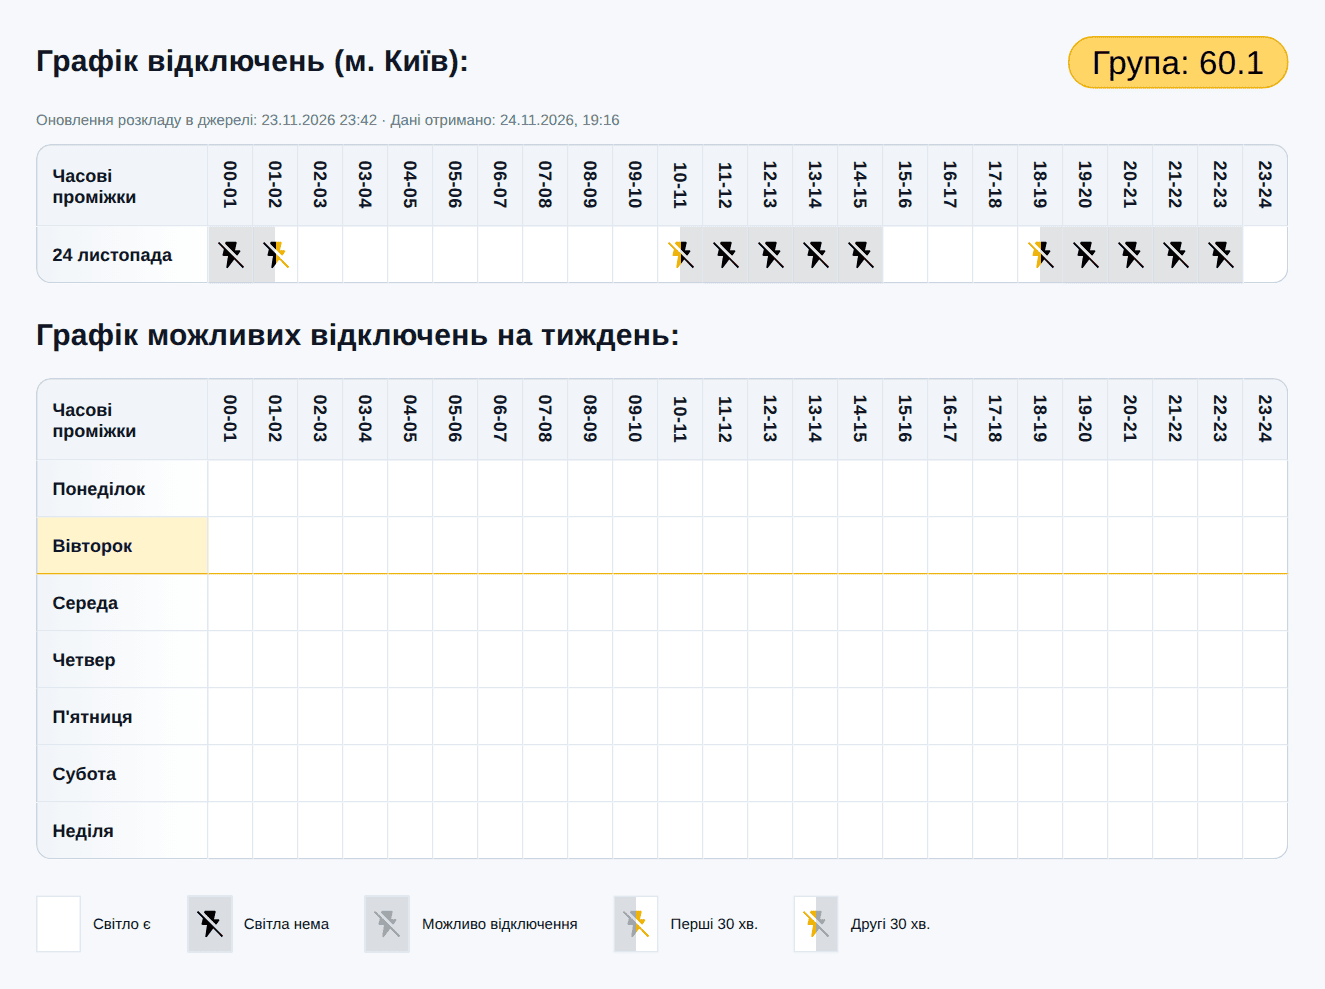 Графік відключень (м. Київ):
Група: 60.1
Оновлення розкладу в джерелі: 23.11.2026 23:42 · Дані отримано: 24.11.2026, 19:16
Часові проміжки 00-01 01-02 02-03 03-04 04-05 05-06 06-07 07-08 08-09 09-10 10-11 11-12 12-13 13-14 14-15 15-16 16-17 17-18 18-19 19-20 20-21 21-22 22-23 23-24
24 листопада
Графік можливих відключень на тиждень:
Часові проміжки 00-01 01-02 02-03 03-04 04-05 05-06 06-07 07-08 08-09 09-10 10-11 11-12 12-13 13-14 14-15 15-16 16-17 17-18 18-19 19-20 20-21 21-22 22-23 23-24
Понеділок
Вівторок
Середа
Четвер
П'ятниця
Субота
Неділя
Світло є Світла нема Можливо відключення Перші 30 хв. Другі 30 хв.